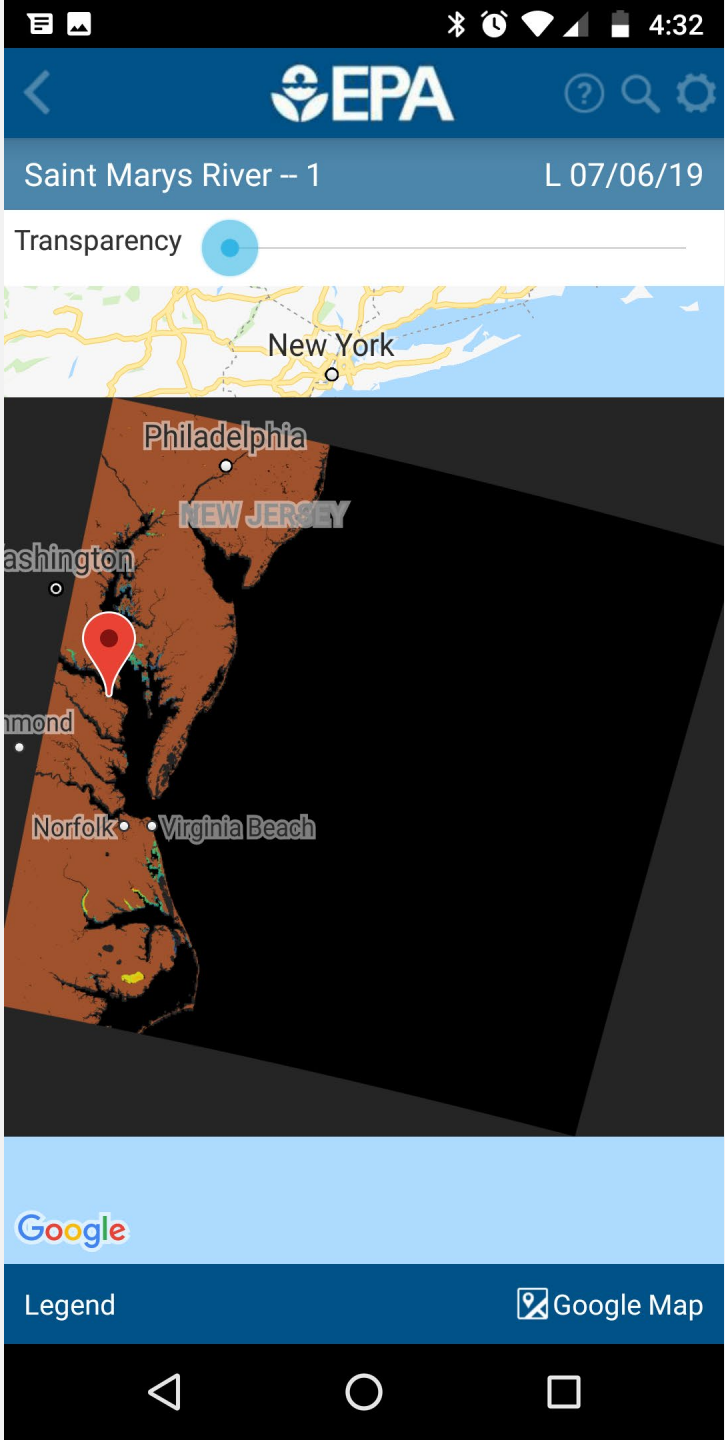 4:32
EPA
Saint Marys River -- 1
L 07/06/19
Transparency
New York
Philadelphia
NEW JERSEY
ashington
mmond
Norfolk
Virginia Beach
Google
Legend
Google Map